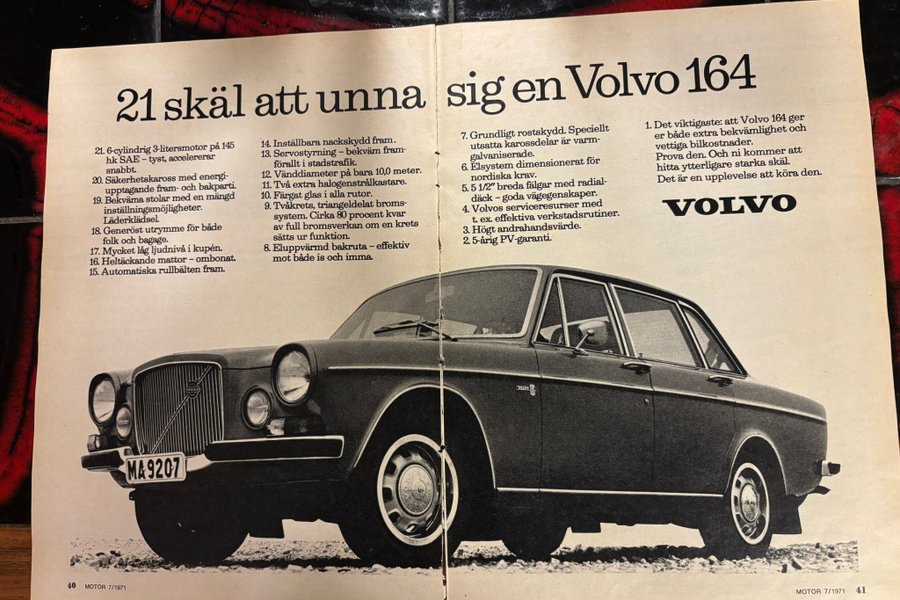 21 skäl att unna sig en Volvo 164
21. 6-cylindrig 3-litersmotor på 145
hk SAE – tyst, accelererar
snabbt.
20. Säkerhetskaross med energi-
upptagande fram- och bakparti.
19. Bekväma stolar med en mängd
inställningsmöjligheter.
Läderklädsel.
18. Generöst utrymme för både
folk och bagage.
17. Mycket låg ljudnivå i kupén.
16. Heltäckande mattor – ombonat.
15. Automatiska rullbälten fram.
14. Inställbara nackskydd fram.
13. Servostyrning – bekväm fram-
förallt i stadstrafik.
12. Vänddiameter på bara 10,0 meter.
11. Två extra halogenstrålkastare.
10. Färgat glas i alla rutor.
9. Tvåkrets, triangeldelat broms-
system. Cirka 80 procent kvar
av full bromsverkan om en krets
sätts ur funktion.
8. Eluppvärmd bakruta – effektiv
mot både is och imma.
7. Grundligt rostskydd. Speciellt
utsatta karossdelar är varm-
galvaniserade.
6. Elsystem dimensionerat för
nordiska krav.
5. 5 1/2" breda fälgar med radial-
däck – goda vägegenskaper.
4. Volvos serviceresurser med
t. ex. effektiva verkstadsrutiner.
3. Högt andrahandsvärde.
2. 5-årig PV-garanti.
1. Det viktigaste: att Volvo 164 ger
er både extra bekvämlighet och
vettiga bilkostnader.
Prova den. Och ni kommer att
hitta ytterligare starka skäl.
Det är en upplevelse att köra den.
VOLVO
MA9207
40 MOTOR 7/1971
MOTOR 7/1971 41